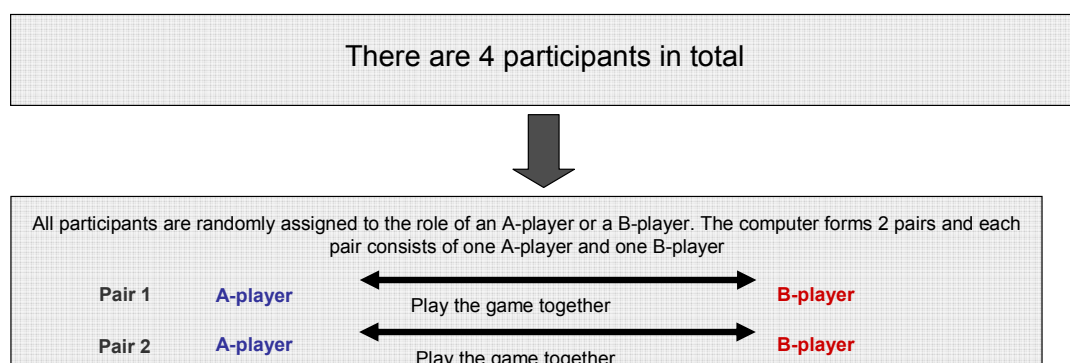 There are 4 participants in total
All participants are randomly assigned to the role of an A-player or a B-player. The computer forms 2 pairs and each
pair consists of one A-player and one B-player
Pair 1 A-player Play the game together B-player
Pair 2 A-player Play the game together B-player